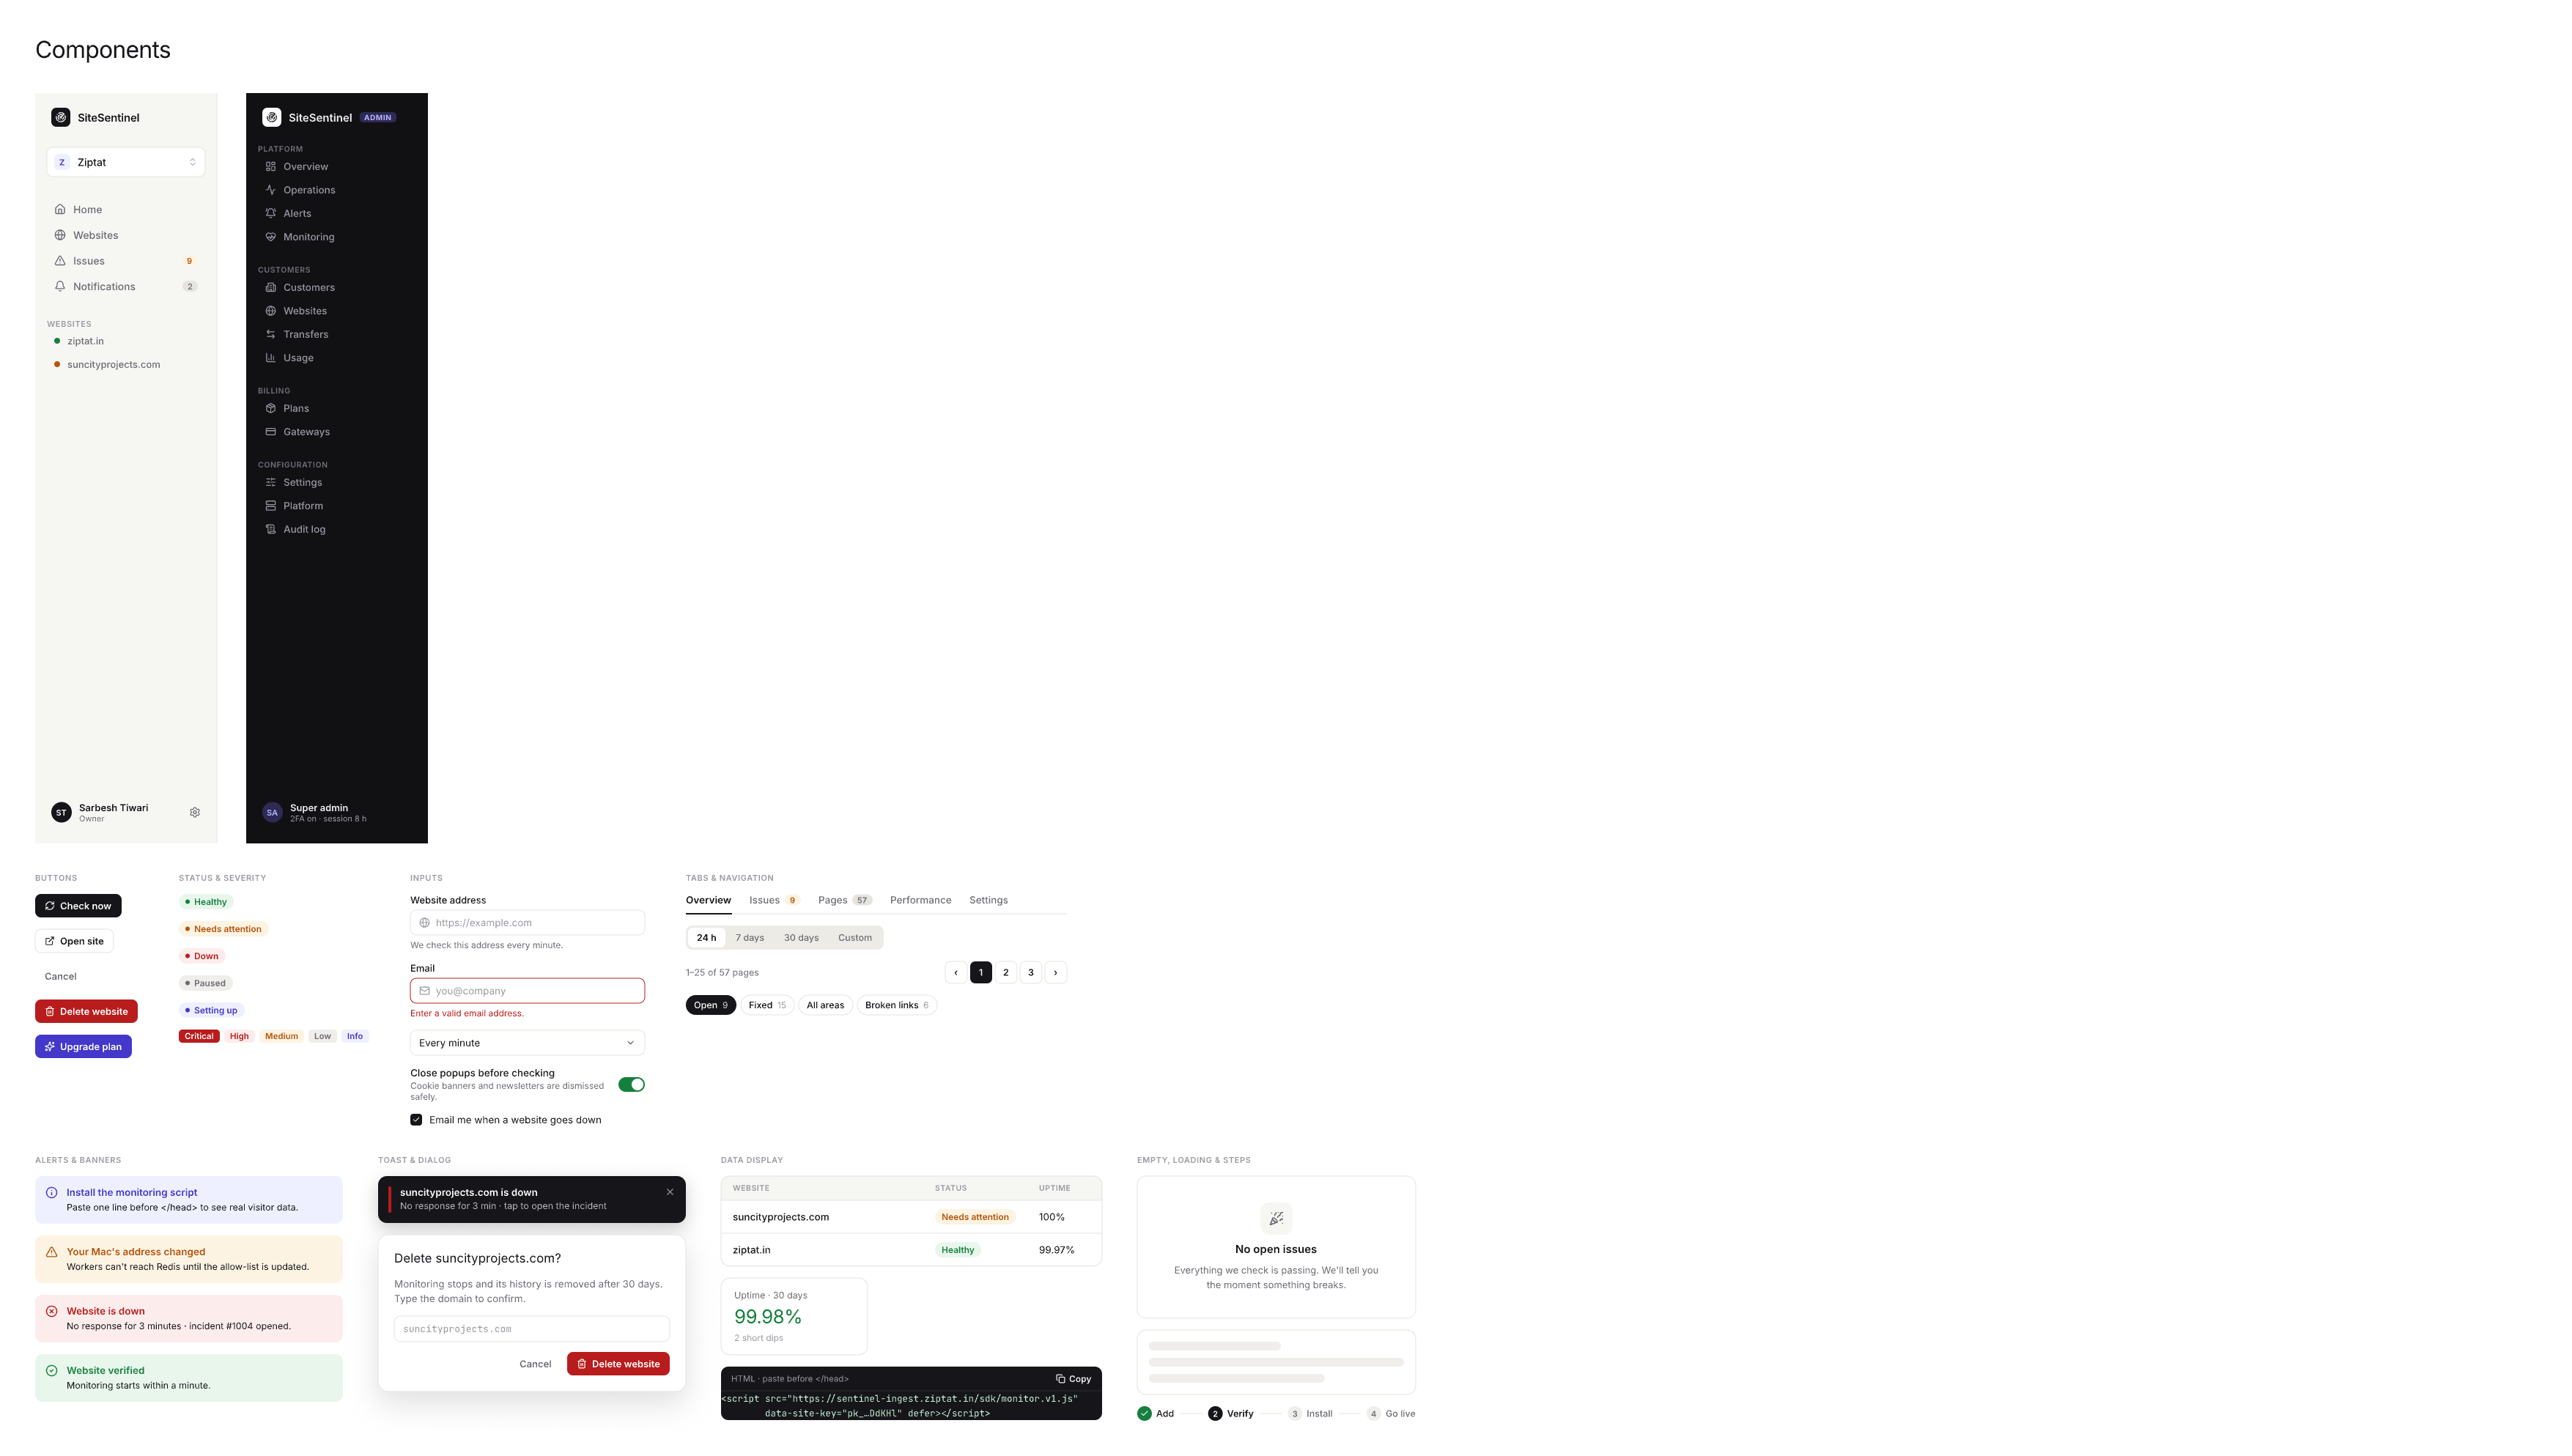 Components
SiteSentinel
Z Ziptat
Home
Websites
Issues 9
Notifications 2
WEBSITES
ziptat.in
suncityprojects.com
ST Sarbesh Tiwari
Owner
SiteSentinel ADMIN
PLATFORM
Overview
Operations
Alerts
Monitoring
CUSTOMERS
Customers
Websites
Transfers
Usage
BILLING
Plans
Gateways
CONFIGURATION
Settings
Platform
Audit log
SA Super admin
2FA on · session 8 h
BUTTONS
Check now
Open site
Cancel
Delete website
Upgrade plan
STATUS & SEVERITY
Healthy
Needs attention
Down
Paused
Setting up
Critical High Medium Low Info
INPUTS
Website address
https://example.com
We check this address every minute.
Email
you@company
Enter a valid email address.
Every minute
Close popups before checking
Cookie banners and newsletters are dismissed
safely.
Email me when a website goes down
TABS & NAVIGATION
Overview Issues 9 Pages 57 Performance Settings
24 h 7 days 30 days Custom
1–25 of 57 pages ‹ 1 2 3 ›
Open 9 Fixed 15 All areas Broken links 6
ALERTS & BANNERS
Install the monitoring script
Paste one line before </head> to see real visitor data.
Your Mac's address changed
Workers can't reach Redis until the allow-list is updated.
Website is down
No response for 3 minutes · incident #1004 opened.
Website verified
Monitoring starts within a minute.
TOAST & DIALOG
suncityprojects.com is down
No response for 3 min · tap to open the incident
Delete suncityprojects.com?
Monitoring stops and its history is removed after 30 days.
Type the domain to confirm.
suncityprojects.com
Cancel Delete website
DATA DISPLAY
WEBSITE STATUS UPTIME
suncityprojects.com Needs attention 100%
ziptat.in Healthy 99.97%
Uptime · 30 days
99.98%
2 short dips
HTML · paste before </head> Copy
<script src="https://sentinel-ingest.ziptat.in/sdk/monitor.v1.js"
data-site-key="pk_…DdKHl" defer></script>
EMPTY, LOADING & STEPS
No open issues
Everything we check is passing. We'll tell you
the moment something breaks.
Add 2 Verify 3 Install 4 Go live